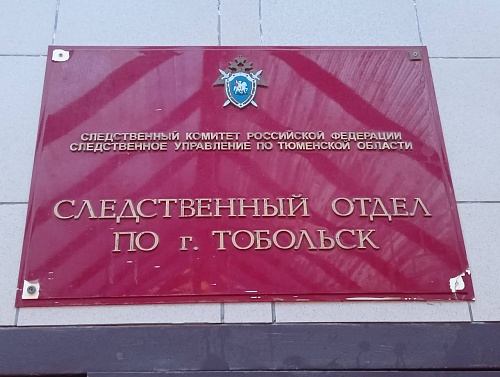 СЛЕДСТВЕННЫЙ КОМИТЕТ РОССИЙСКОЙ ФЕДЕРАЦИИ
СЛЕДСТВЕННОЕ УПРАВЛЕНИЕ ПО ТЮМЕНСКОЙ ОБЛАСТИ
СЛЕДСТВЕННЫЙ ОТДЕЛ
ПО г. ТОБОЛЬСК